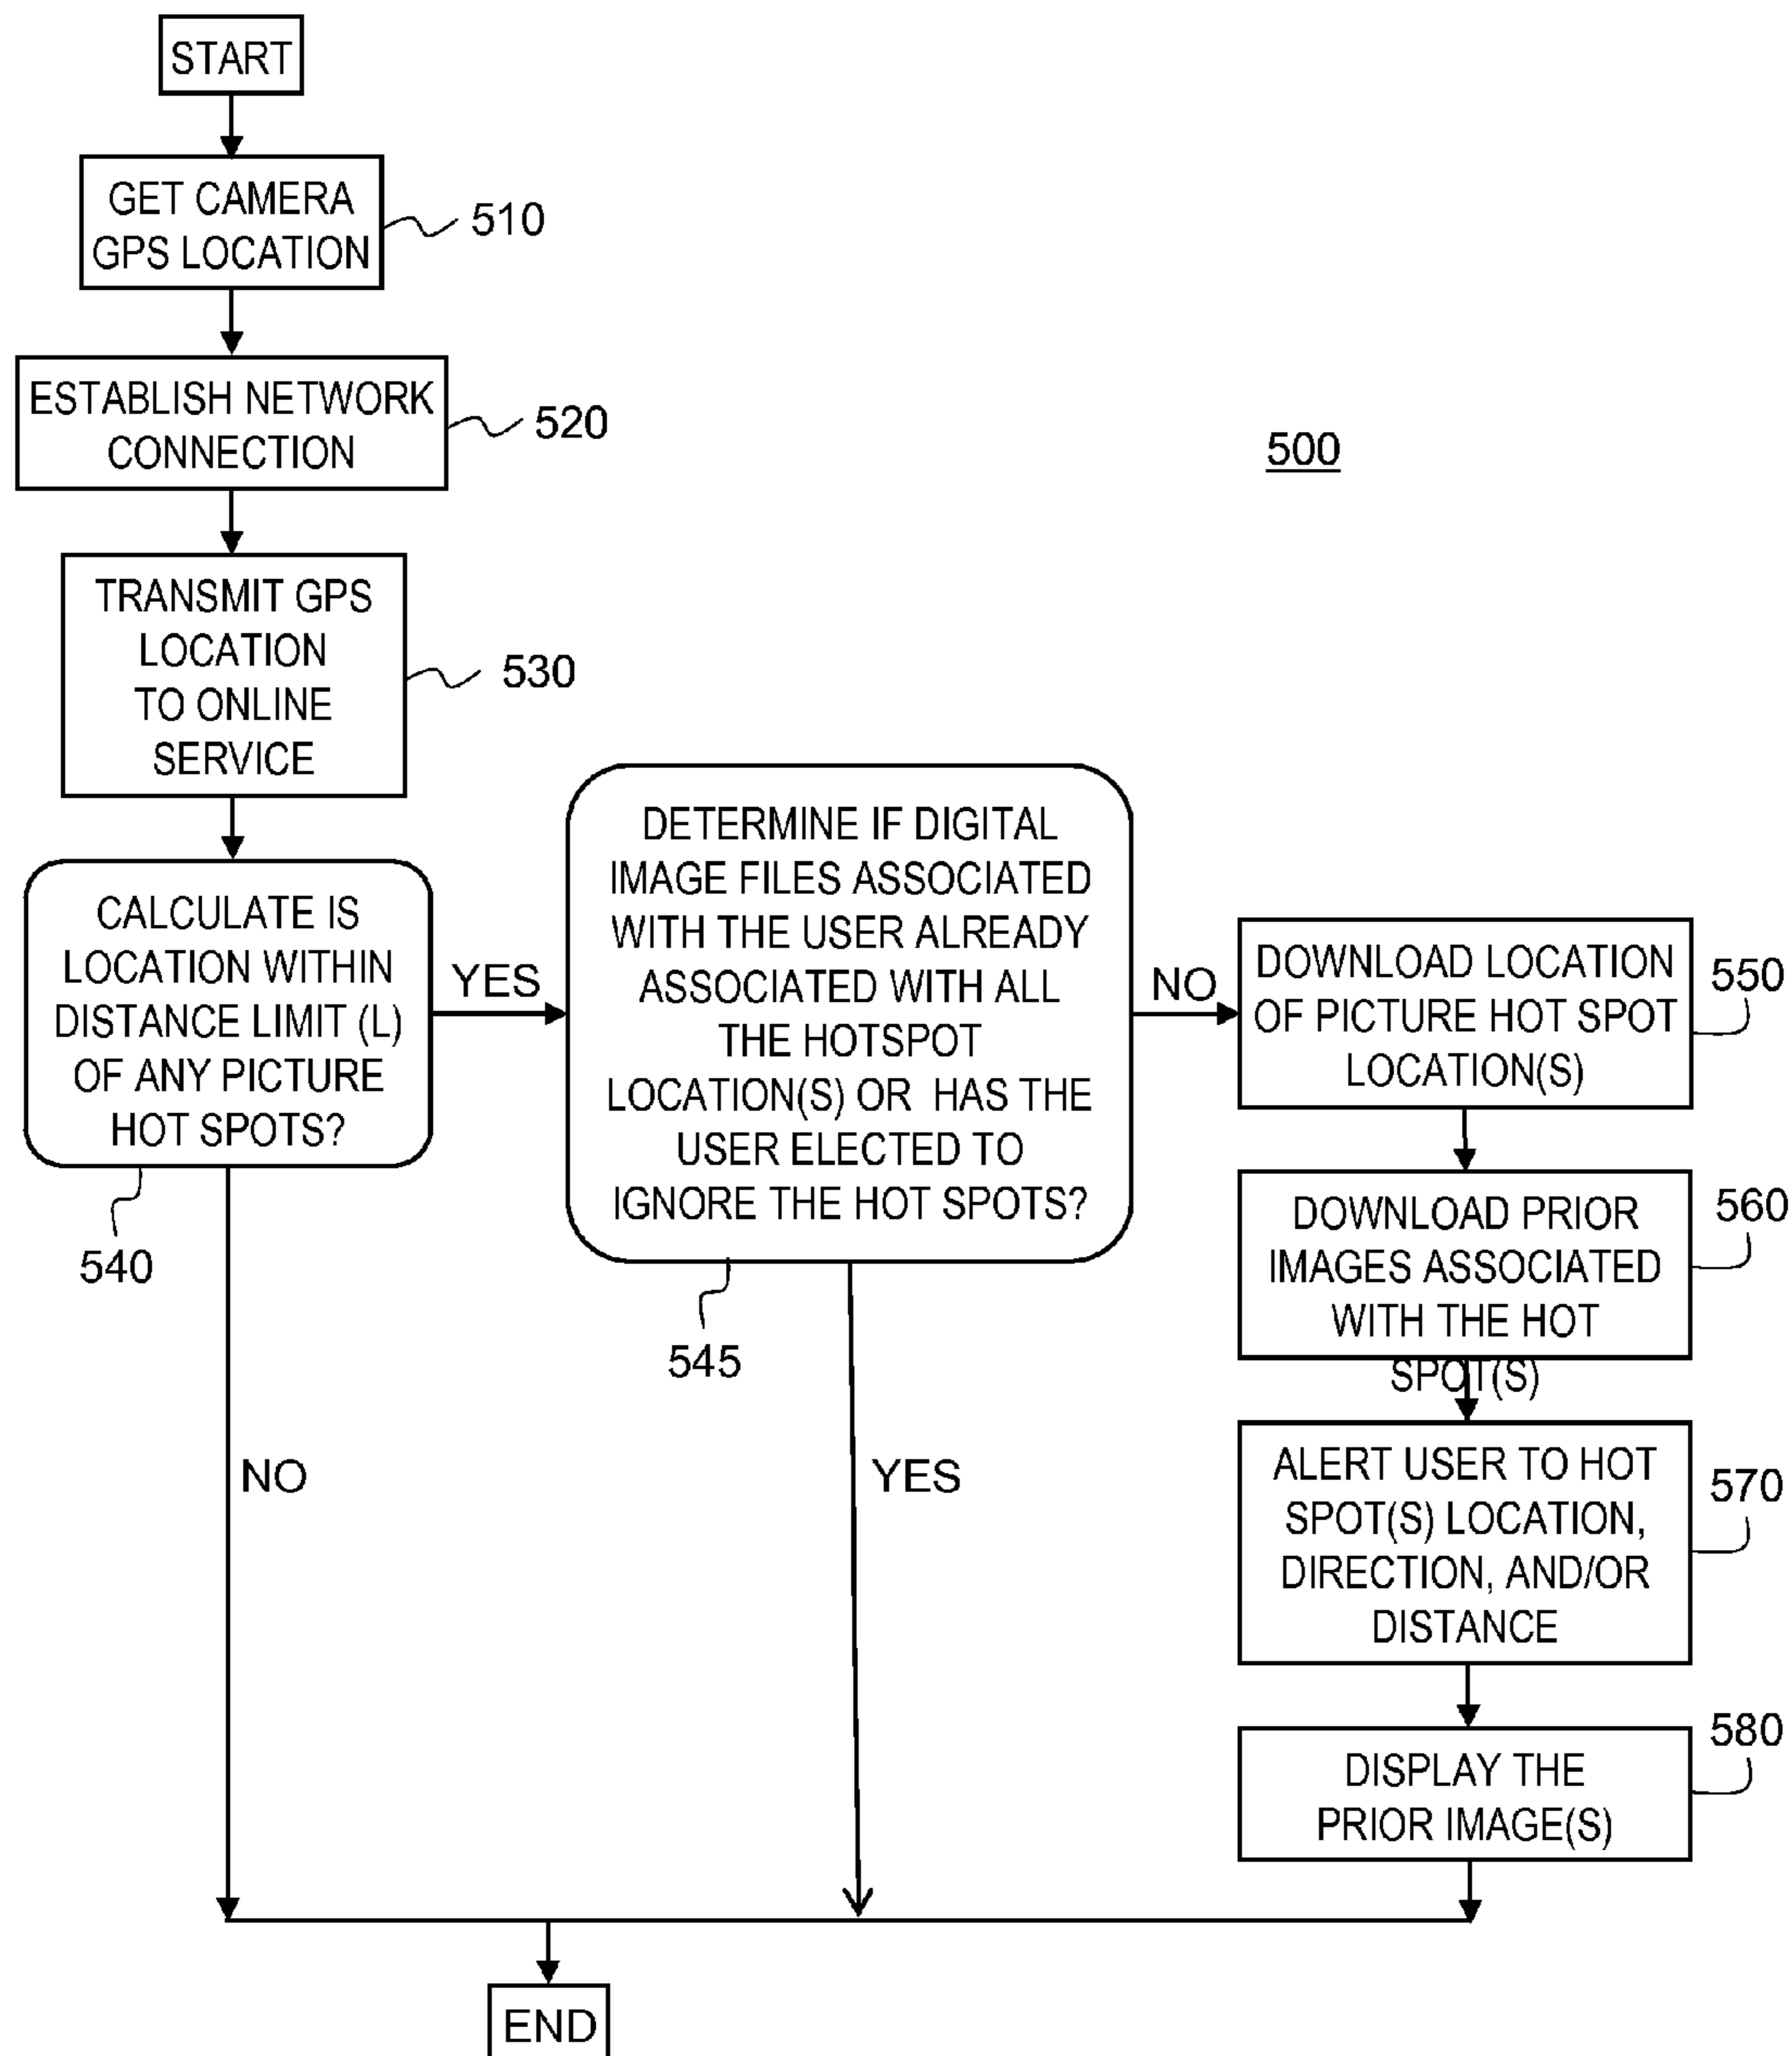 START
GET CAMERA
GPS LOCATION
510
ESTABLISH NETWORK
CONNECTION
520
500
TRANSMIT GPS
LOCATION
TO ONLINE
SERVICE
530
CALCULATE IS
LOCATION WITHIN
DISTANCE LIMIT (L)
OF ANY PICTURE
HOT SPOTS?
540
YES
NO
DETERMINE IF DIGITAL
IMAGE FILES ASSOCIATED
WITH THE USER ALREADY
ASSOCIATED WITH ALL
THE HOTSPOT
LOCATION(S) OR HAS THE
USER ELECTED TO
IGNORE THE HOT SPOTS?
545
NO
YES
DOWNLOAD LOCATION
OF PICTURE HOT SPOT
LOCATION(S)
550
DOWNLOAD PRIOR
IMAGES ASSOCIATED
WITH THE HOT
SPOT(S)
560
ALERT USER TO HOT
SPOT(S) LOCATION,
DIRECTION, AND/OR
DISTANCE
570
DISPLAY THE
PRIOR IMAGE(S)
580
END